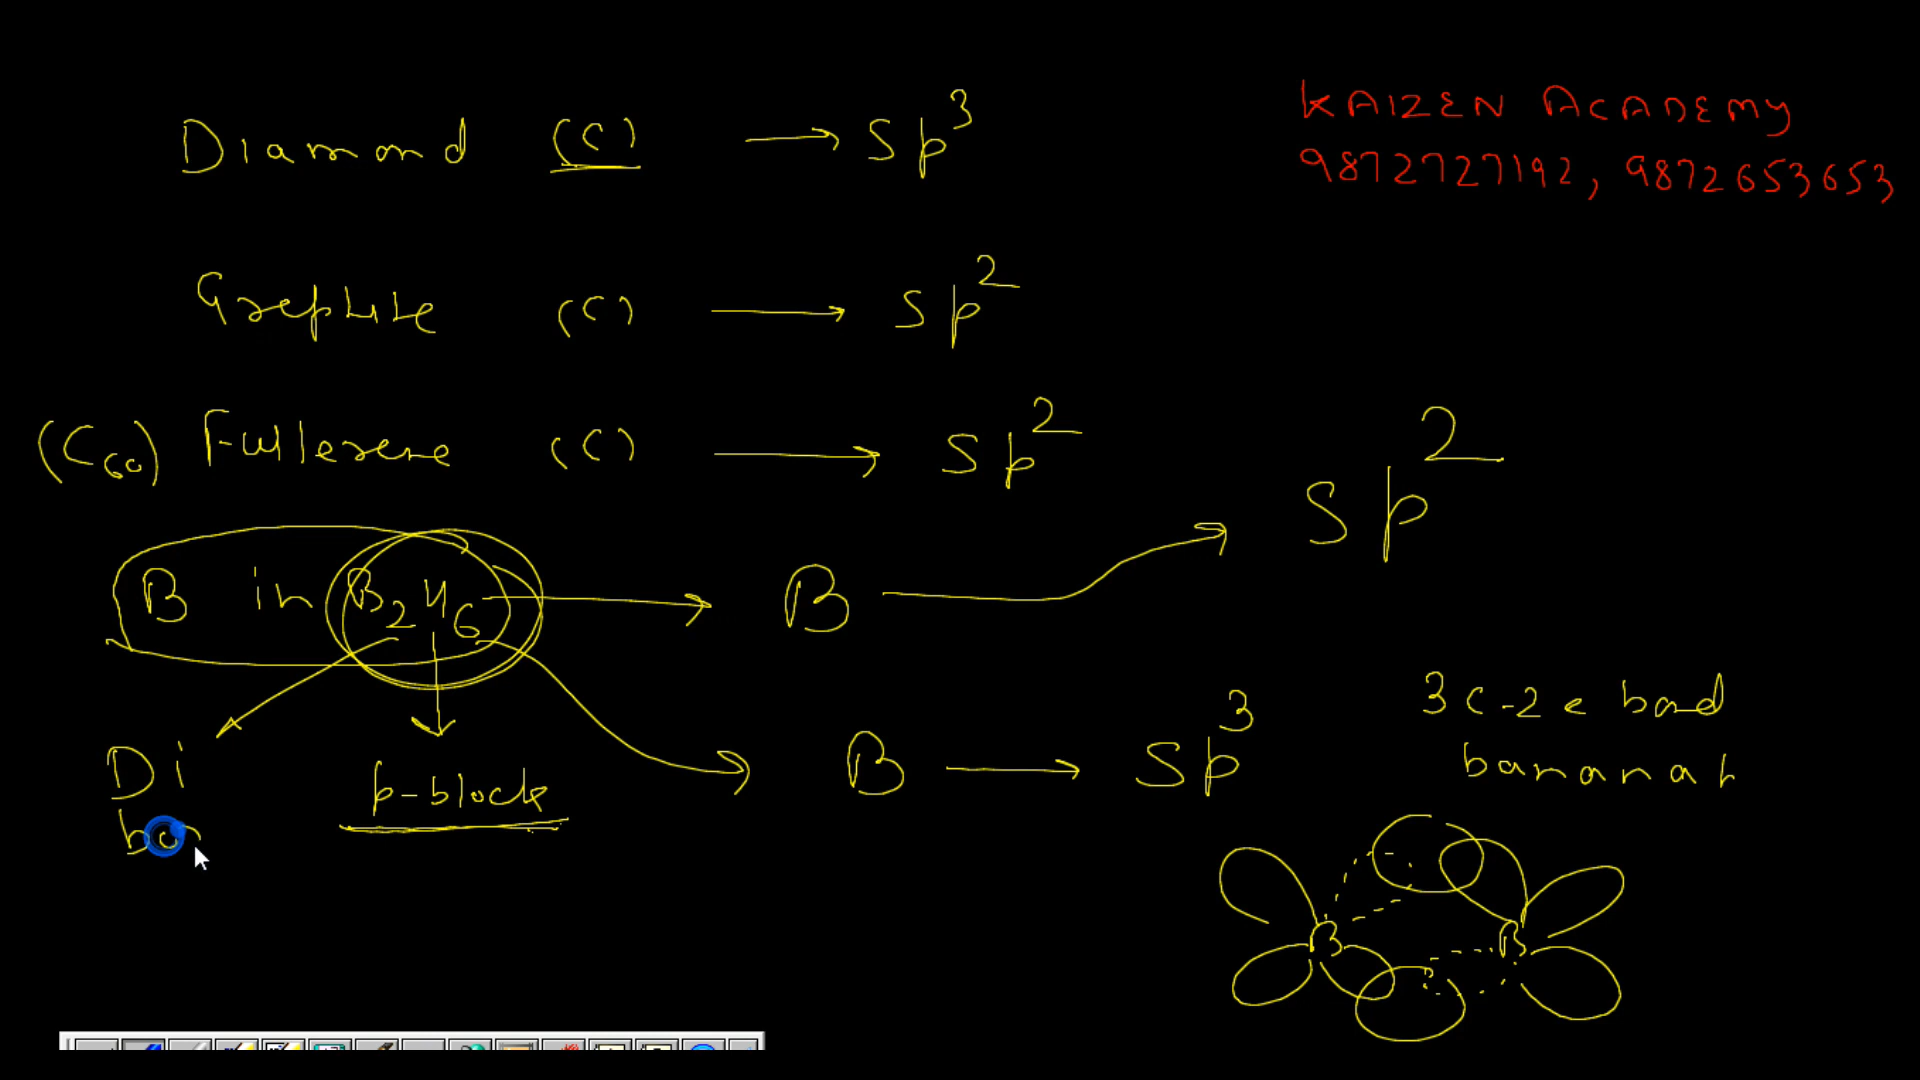 Diamond (C) → sp³
KAIZEN ACADEMY
9872727192, 9872653653
Graphite (C) → sp²
(C₆₀) Fullerene (C) → sp²
B in B₂H₆ → B → sp²
B → sp³
3c-2e bond
banana
Di
bor
p-block
B B